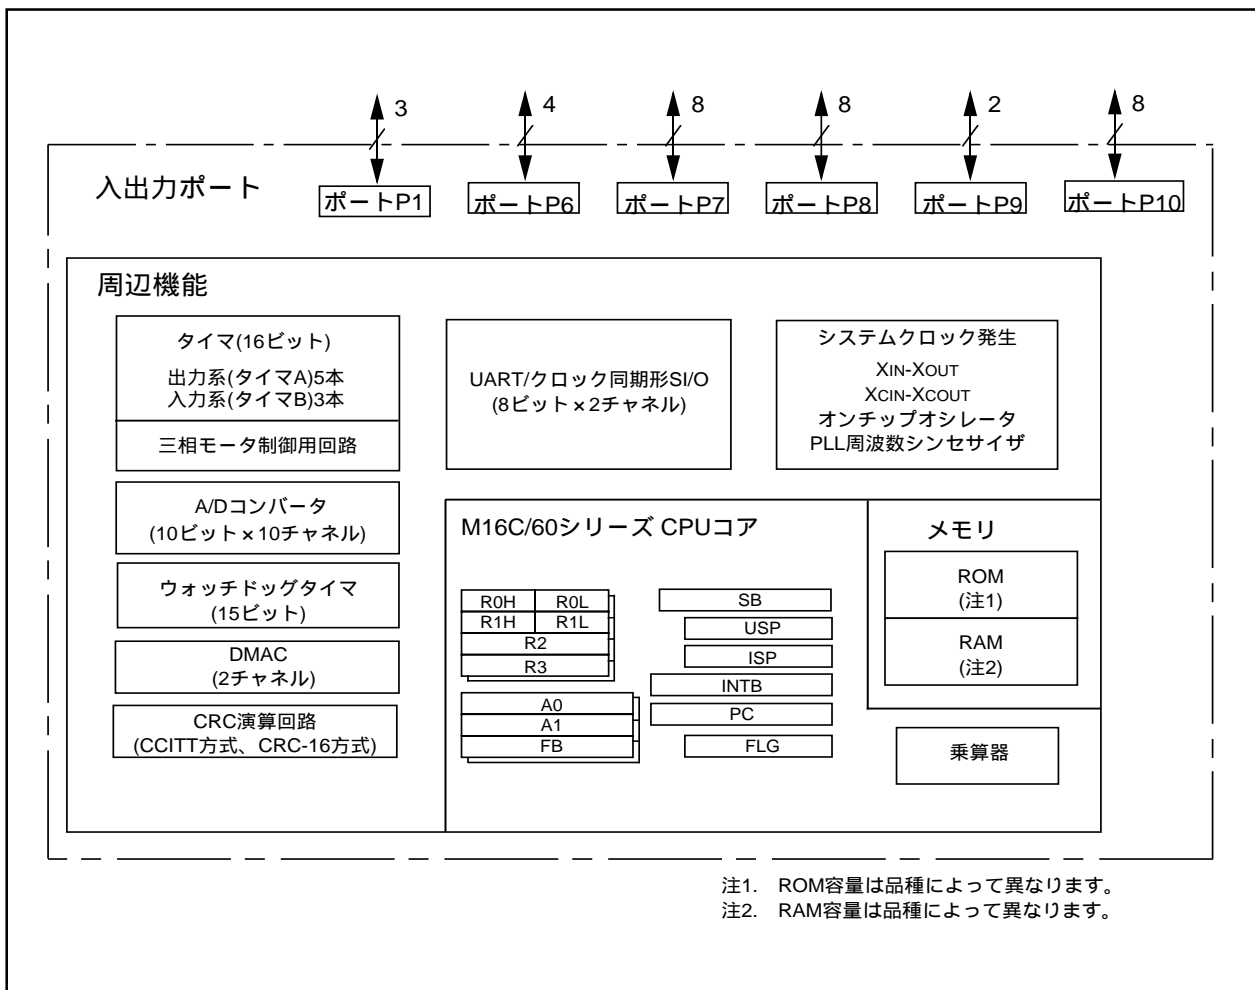 3
4
8
8
2
8
入出力ポート
ポートP1
ポートP6
ポートP7
ポートP8
ポートP9
ポートP10
周辺機能
タイマ(16ビット)
出力系(タイマA)5本
入力系(タイマB)3本
三相モータ制御用回路
A/Dコンバータ
(10ビット×10チャネル)
ウォッチドッグタイマ
(15ビット)
DMAC
(2チャネル)
CRC演算回路
(CCITT方式、CRC-16方式)
UART/クロック同期形SI/O
(8ビット×2チャネル)
システムクロック発生
XIN-XOUT
XCIN-XCOUT
オンチップオシレータ
PLL周波数シンセサイザ
M16C/60シリーズ CPUコア
R0H R0L
R1H R1L
R2
R3
A0
A1
FB
SB
USP
ISP
INTB
PC
FLG
メモリ
ROM
(注1)
RAM
(注2)
乗算器
注1. ROM容量は品種によって異なります。
注2. RAM容量は品種によって異なります。